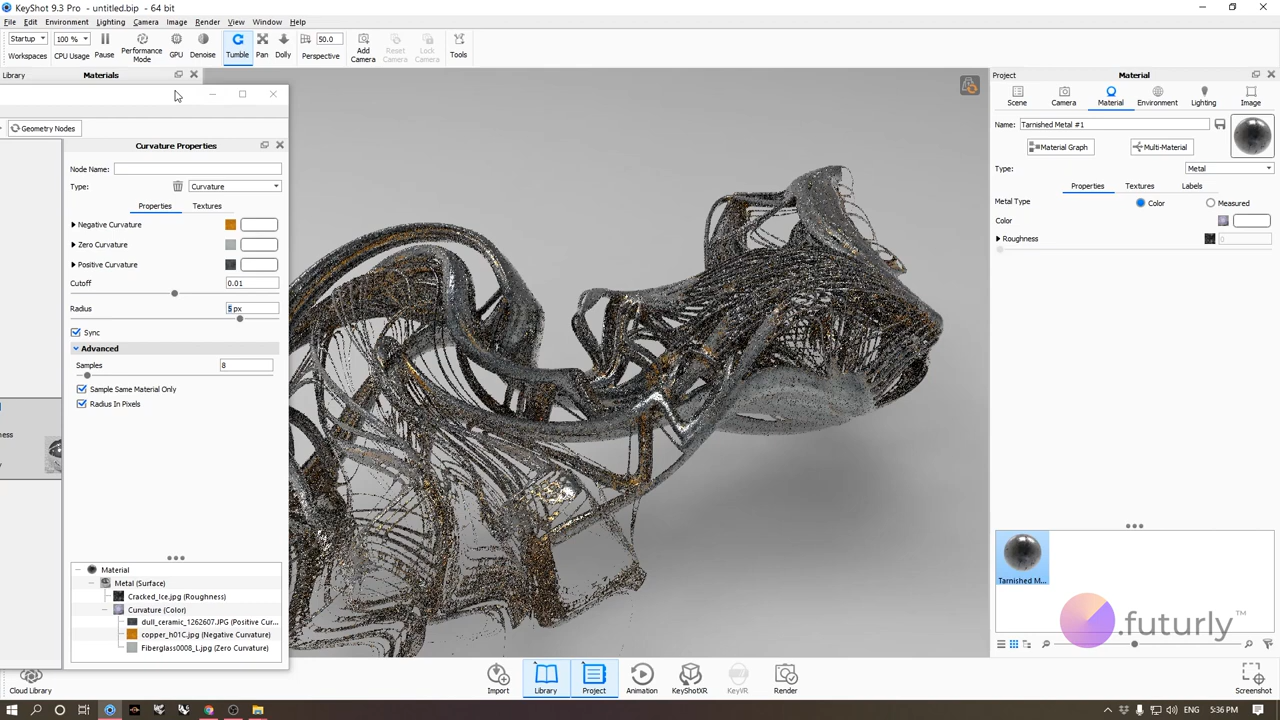 KeyShot 9.3 Pro - untitled.bip - 64 bit
File Edit Environment Lighting Camera Image Render View Window Help
Startup 100 % 50.0
Workspaces CPU Usage Pause Performance Mode GPU Denoise Tumble Pan Dolly Perspective Add Camera Reset Camera Lock Camera Tools
Library Materials
Project Material
Geometry Nodes
Curvature Properties
Node Name:
Type: Curvature
Properties Textures
Negative Curvature
Zero Curvature
Positive Curvature
Cutoff 0.01
Radius 5 px
Sync
Advanced
Samples 8
Sample Same Material Only
Radius In Pixels
Material
Metal (Surface)
Cracked_Ice.jpg (Roughness)
Curvature (Color)
dull_ceramic_1262607.JPG (Positive Cur...
copper_h01C.jpg (Negative Curvature)
Fiberglass0008_L.jpg (Zero Curvature)
Scene Camera Material Environment Lighting Image
Name: Tarnished Metal #1
Material Graph Multi-Material
Type: Metal
Properties Textures Labels
Metal Type Color Measured
Color
Roughness 0
Tarnished M...
.futurly™
Cloud Library Import Library Project Animation KeyShotXR KeyVR Render Screenshot
ENG 5:36 PM